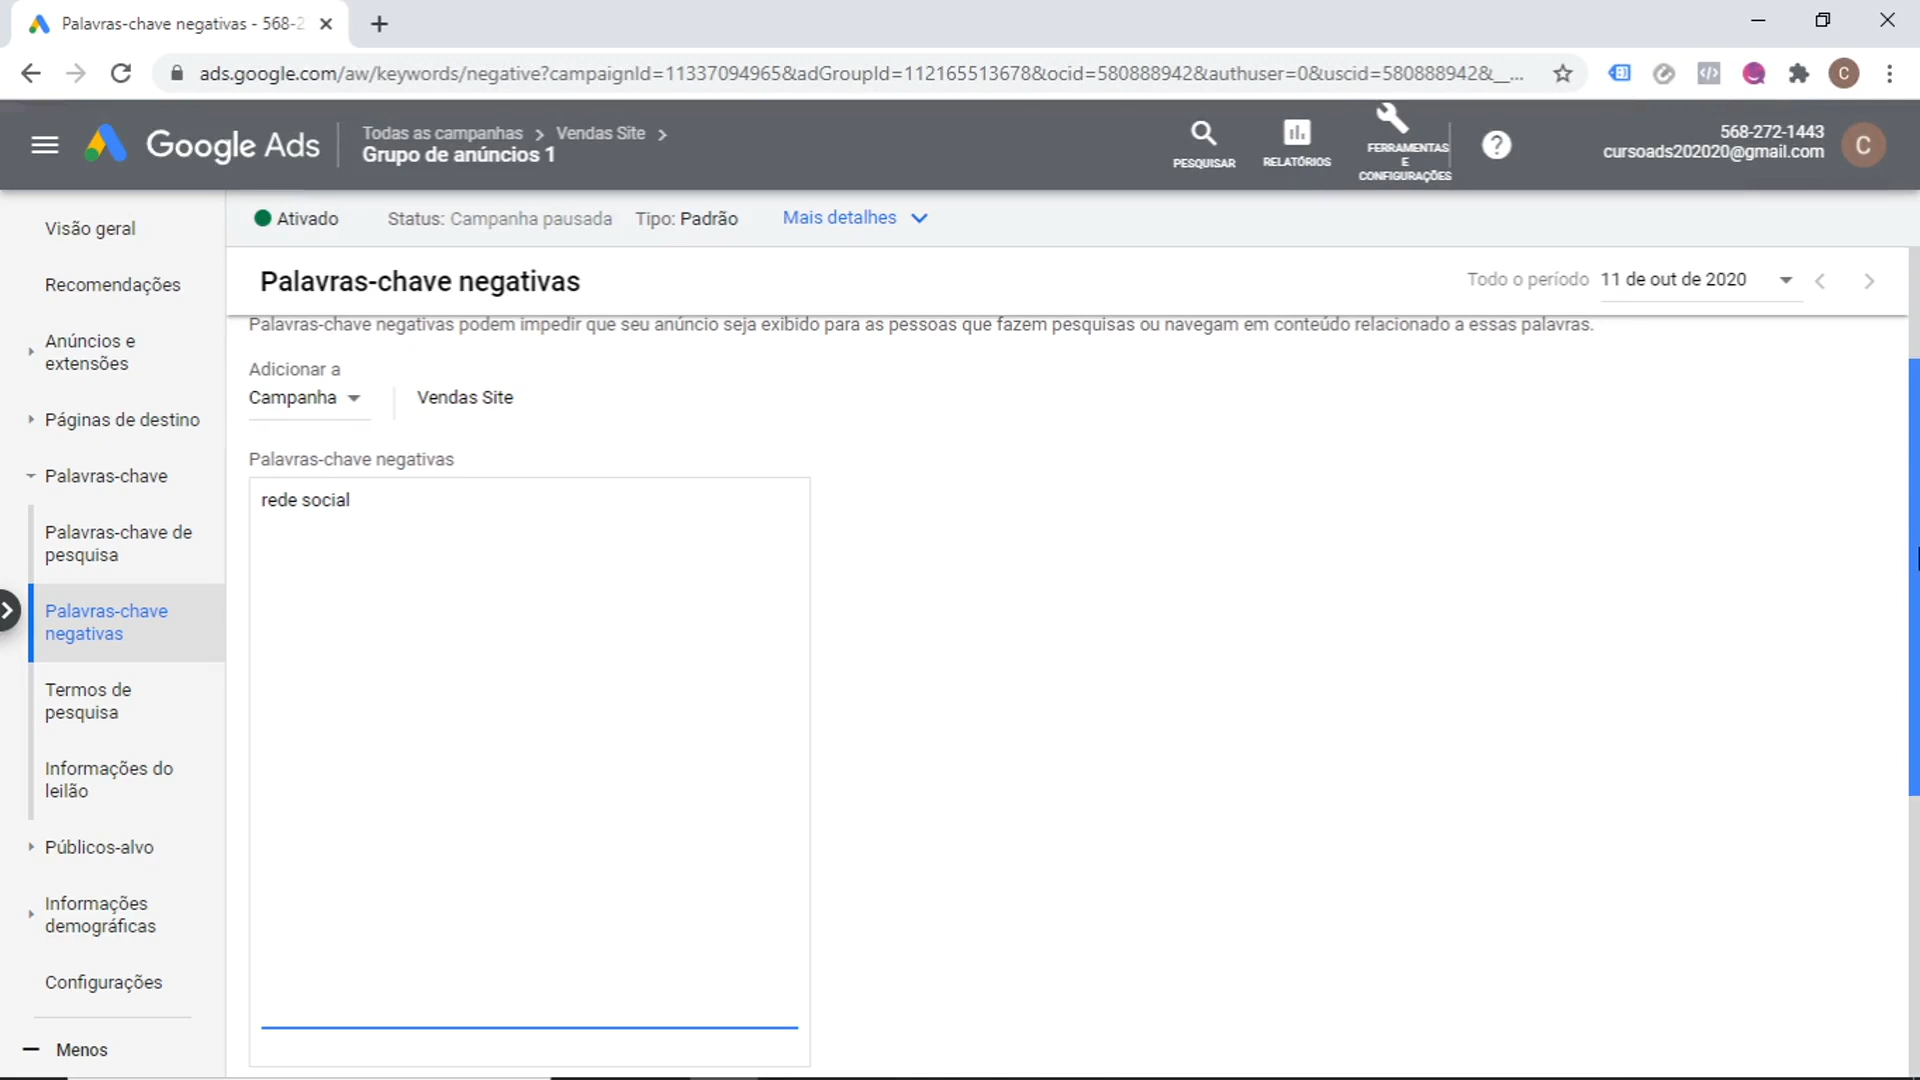 Palavras-chave negativas - 568-2
ads.google.com/aw/keywords/negative?campaignId=11337094965&adGroupId=112165513678&ocid=580888942&authuser=0&uscid=580888942&__...
C
Google Ads
Todas as campanhas > Vendas Site >
Grupo de anúncios 1
PESQUISAR
RELATÓRIOS
FERRAMENTAS
E
CONFIGURAÇÕES
?
568-272-1443
cursoads202020@gmail.com
C
Ativado
Status: Campanha pausada
Tipo: Padrão
Mais detalhes
Visão geral
Recomendações
Anúncios e
extensões
Páginas de destino
Palavras-chave
Palavras-chave de
pesquisa
Palavras-chave
negativas
Termos de
pesquisa
Informações do
leilão
Públicos-alvo
Informações
demográficas
Configurações
Menos
Palavras-chave negativas
Todo o período 11 de out de 2020
Palavras-chave negativas podem impedir que seu anúncio seja exibido para as pessoas que fazem pesquisas ou navegam em conteúdo relacionado a essas palavras.
Adicionar a
Campanha
Vendas Site
Palavras-chave negativas
rede social